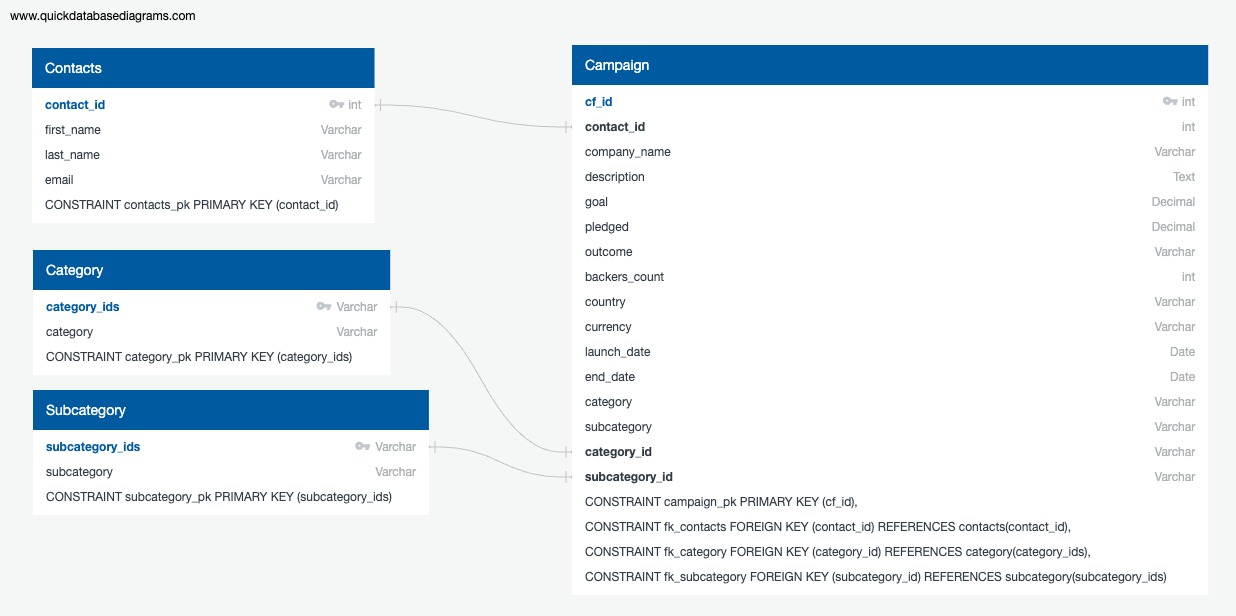 www.quickdatabasediagrams.com
Contacts
contact_id int
first_name Varchar
last_name Varchar
email Varchar
CONSTRAINT contacts_pk PRIMARY KEY (contact_id)
Category
category_ids Varchar
category Varchar
CONSTRAINT category_pk PRIMARY KEY (category_ids)
Subcategory
subcategory_ids Varchar
subcategory Varchar
CONSTRAINT subcategory_pk PRIMARY KEY (subcategory_ids)
Campaign
cf_id int
contact_id int
company_name Varchar
description Text
goal Decimal
pledged Decimal
outcome Varchar
backers_count int
country Varchar
currency Varchar
launch_date Date
end_date Date
category Varchar
subcategory Varchar
category_id Varchar
subcategory_id Varchar
CONSTRAINT campaign_pk PRIMARY KEY (cf_id),
CONSTRAINT fk_contacts FOREIGN KEY (contact_id) REFERENCES contacts(contact_id),
CONSTRAINT fk_category FOREIGN KEY (category_id) REFERENCES category(category_ids),
CONSTRAINT fk_subcategory FOREIGN KEY (subcategory_id) REFERENCES subcategory(subcategory_ids)